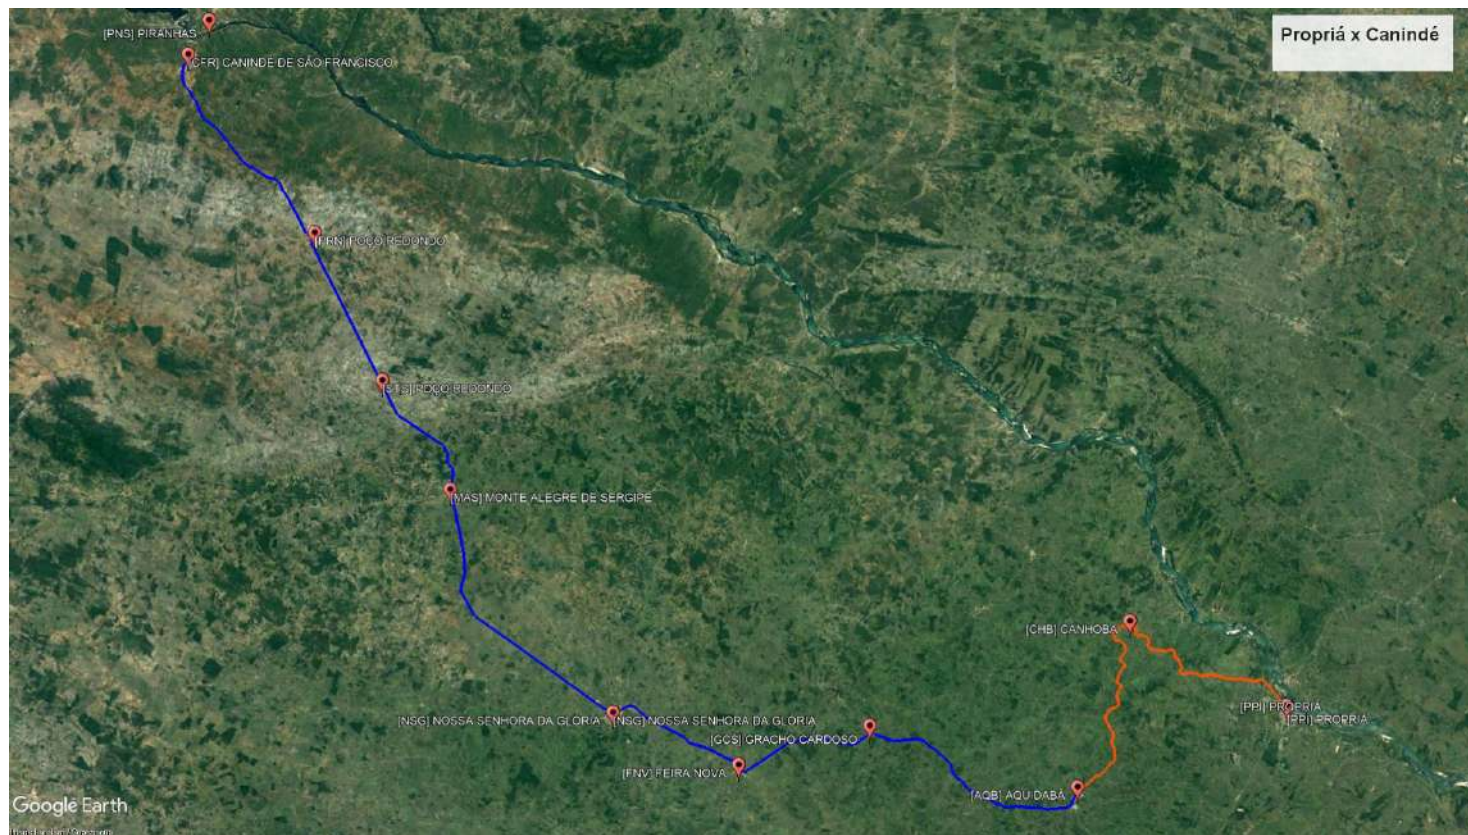 Propriá x Canindé
[PNS] PIRANHAS
[CFR] CANINDÉ DE SÃO FRANCISCO
[PRN] POÇO REDONDO
POÇO REDONDO
[MAS] MONTE ALEGRE DE SERGIPE
[CHB] CANHOBA
[PPI] PROPRIÁ
[PPI] PROPRIÁ
[NSG] NOSSA SENHORA DA GLÓRIA
[NSG] NOSSA SENHORA DA GLÓRIA
[GCS] GRACHO CARDOSO
[FNV] FEIRA NOVA
[AQB] AQUIDABÃ
Google Earth